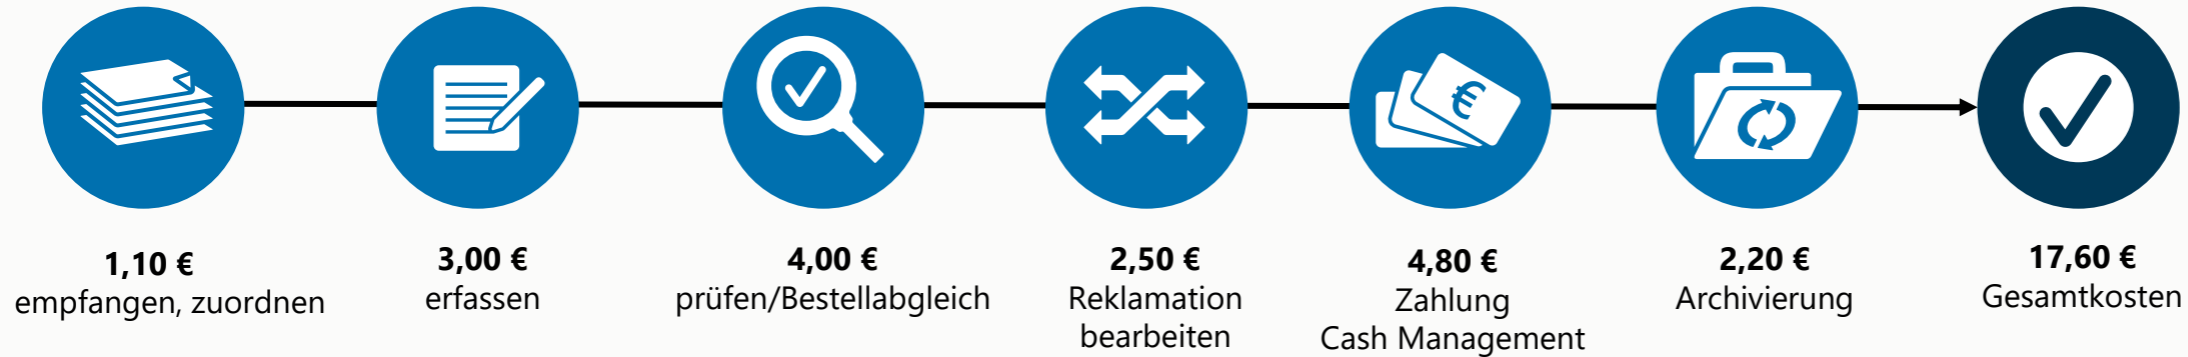 1,10 €
empfangen, zuordnen
3,00 €
erfassen
4,00 €
prüfen/Bestellabgleich
2,50 €
Reklamation
bearbeiten
4,80 €
Zahlung
Cash Management
2,20 €
Archivierung
17,60 €
Gesamtkosten